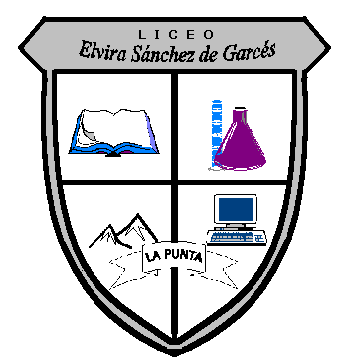 LICEO
Elvira Sánchez de Garcés
LA PUNTA